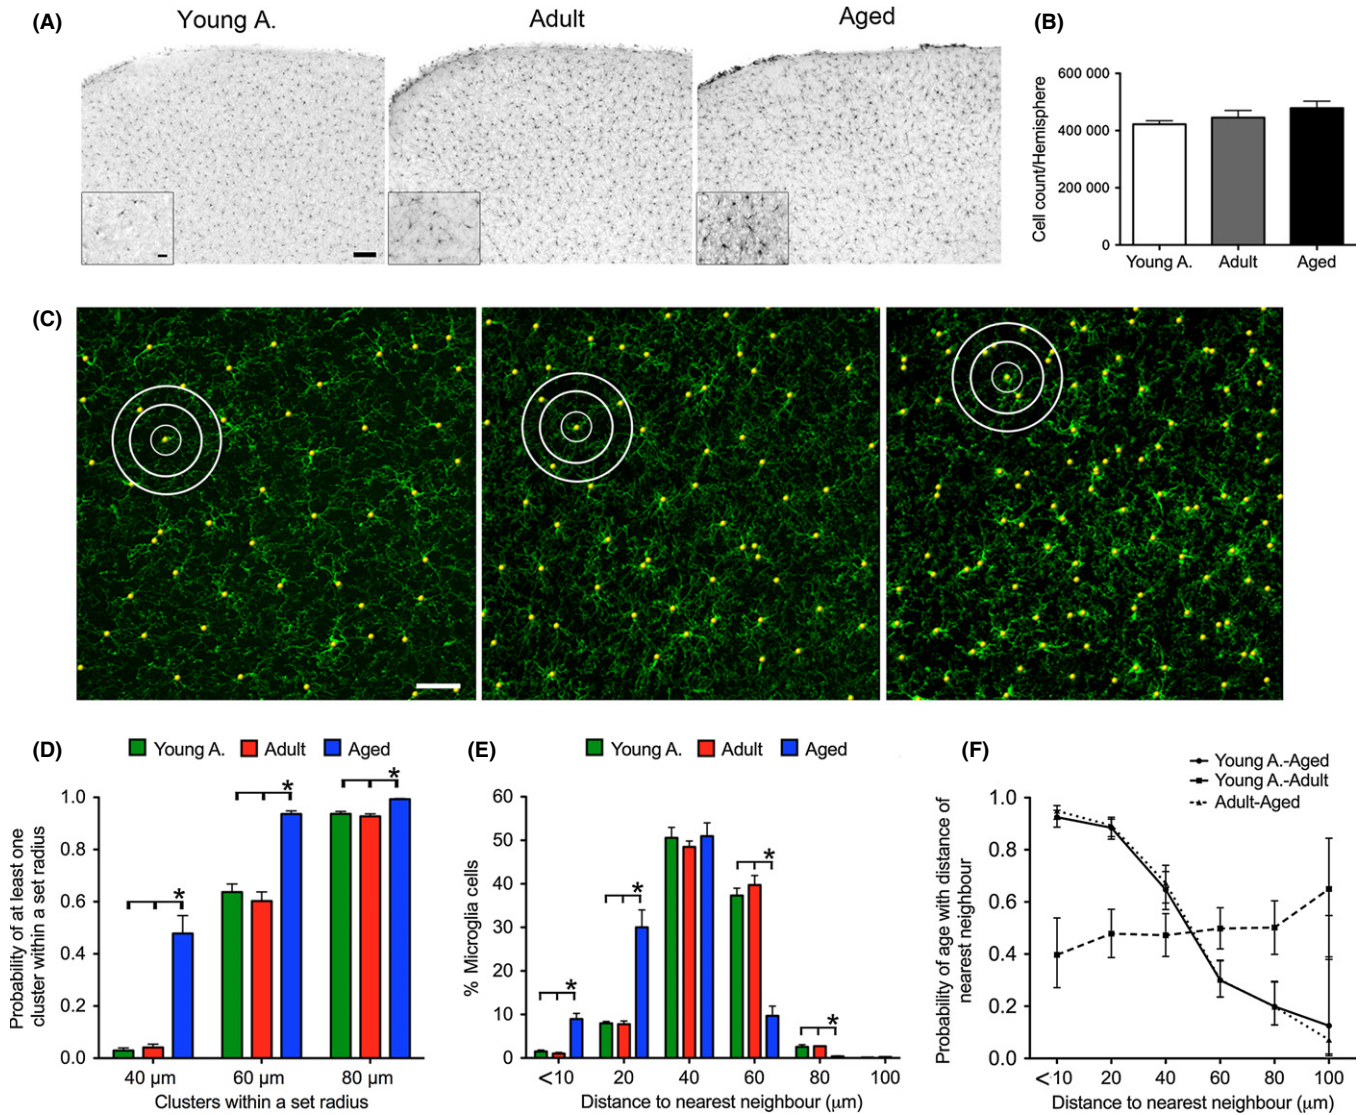 (A)
Young A.
Adult
Aged
(B)
Cell count/Hemisphere
600 000
400 000
200 000
0
Young A.
Adult
Aged
(C)
(D)
Young A.
Adult
Aged
Probability of at least one
cluster within a set radius
1.0
0.8
0.6
0.4
0.2
0.0
*
*
*
40 µm
60 µm
80 µm
Clusters within a set radius
(E)
Young A.
Adult
Aged
% Microglia cells
60
50
40
30
20
10
0
*
*
*
*
<10
20
40
60
80
100
Distance to nearest neighbour (µm)
(F)
Young A.-Aged
Young A.-Adult
Adult-Aged
Probability of age with distance of
nearest neighbour
1.0
0.8
0.6
0.4
0.2
0.0
<10
20
40
60
80
100
Distance to nearest neighbour (µm)